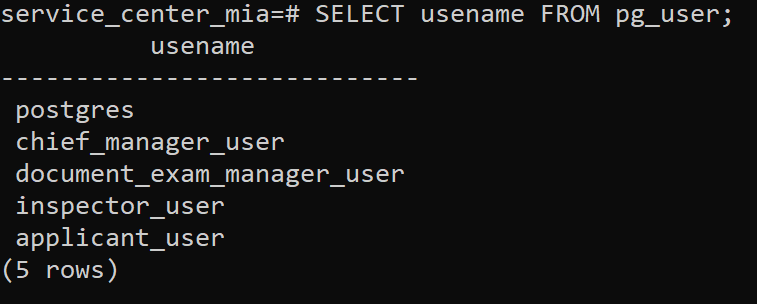 service_center_mia=# SELECT usename FROM pg_user;
usename
----------------------------
postgres
chief_manager_user
document_exam_manager_user
inspector_user
applicant_user
(5 rows)